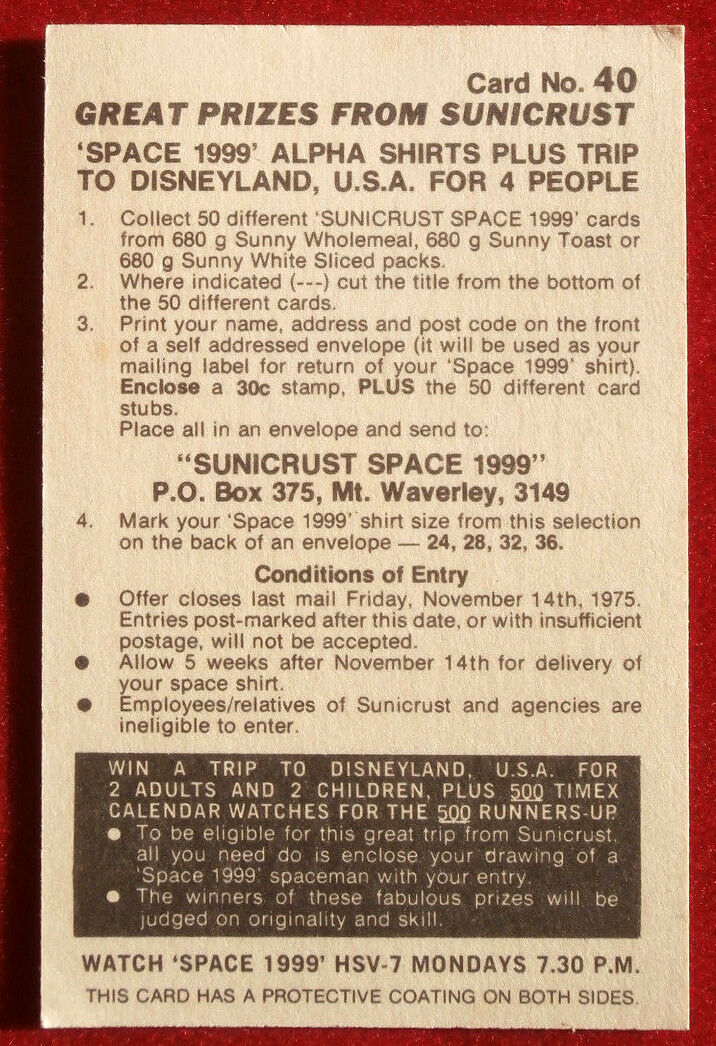 Card No. 40
GREAT PRIZES FROM SUNICRUST
'SPACE 1999' ALPHA SHIRTS PLUS TRIP
TO DISNEYLAND, U.S.A. FOR 4 PEOPLE
1. Collect 50 different 'SUNICRUST SPACE 1999' cards
from 680 g Sunny Wholemeal, 680 g Sunny Toast or
680 g Sunny White Sliced packs.
2. Where indicated (---) cut the title from the bottom of
the 50 different cards.
3. Print your name, address and post code on the front
of a self addressed envelope (it will be used as your
mailing label for return of your 'Space 1999' shirt).
Enclose a 30c stamp, PLUS the 50 different card
stubs.
Place all in an envelope and send to:
"SUNICRUST SPACE 1999"
P.O. Box 375, Mt. Waverley, 3149
4. Mark your 'Space 1999' shirt size from this selection
on the back of an envelope — 24, 28, 32, 36.
Conditions of Entry
● Offer closes last mail Friday, November 14th, 1975.
Entries post-marked after this date, or with insufficient
postage, will not be accepted.
● Allow 5 weeks after November 14th for delivery of
your space shirt.
● Employees/relatives of Sunicrust and agencies are
ineligible to enter.
WIN A TRIP TO DISNEYLAND, U.S.A. FOR
2 ADULTS AND 2 CHILDREN, PLUS 500 TIMEX
CALENDAR WATCHES FOR THE 500 RUNNERS-UP
● To be eligible for this great trip from Sunicrust,
all you need do is enclose your drawing of a
'Space 1999' spaceman with your entry.
● The winners of these fabulous prizes will be
judged on originality and skill.
WATCH 'SPACE 1999' HSV-7 MONDAYS 7.30 P.M.
THIS CARD HAS A PROTECTIVE COATING ON BOTH SIDES.